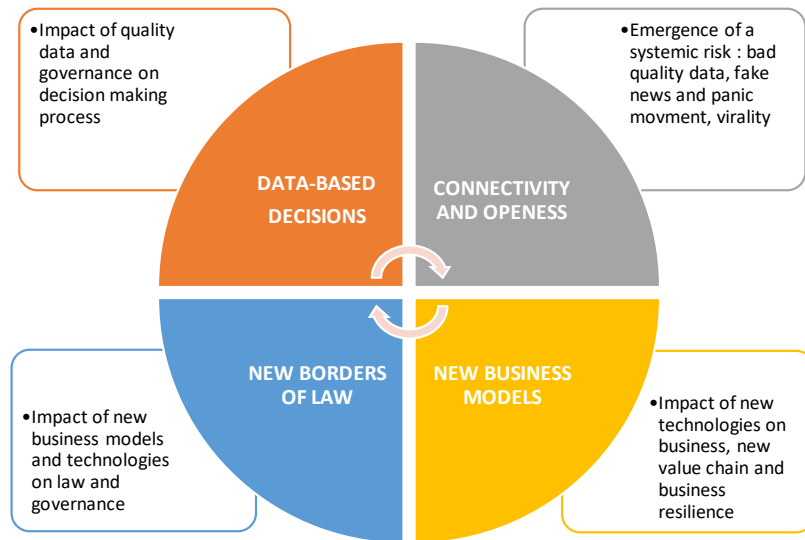 •Impact of quality
data and
governance on
decision making
process
•Emergence of a
systemic risk : bad
quality data, fake
news and panic
movment, virality
DATA-BASED
DECISIONS
CONNECTIVITY
AND OPENESS
NEW BORDERS
OF LAW
NEW BUSINESS
MODELS
•Impact of new
business models
and technologies
on law and
governance
•Impact of new
technologies on
business, new
value chain and
business
resilience